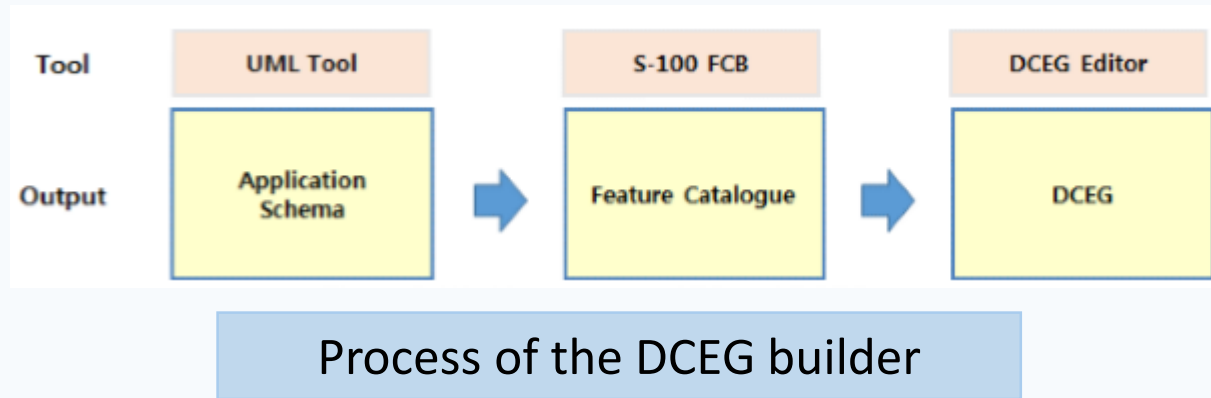 Tool UML Tool S-100 FCB DCEG Editor
Output Application Schema Feature Catalogue DCEG
Process of the DCEG builder